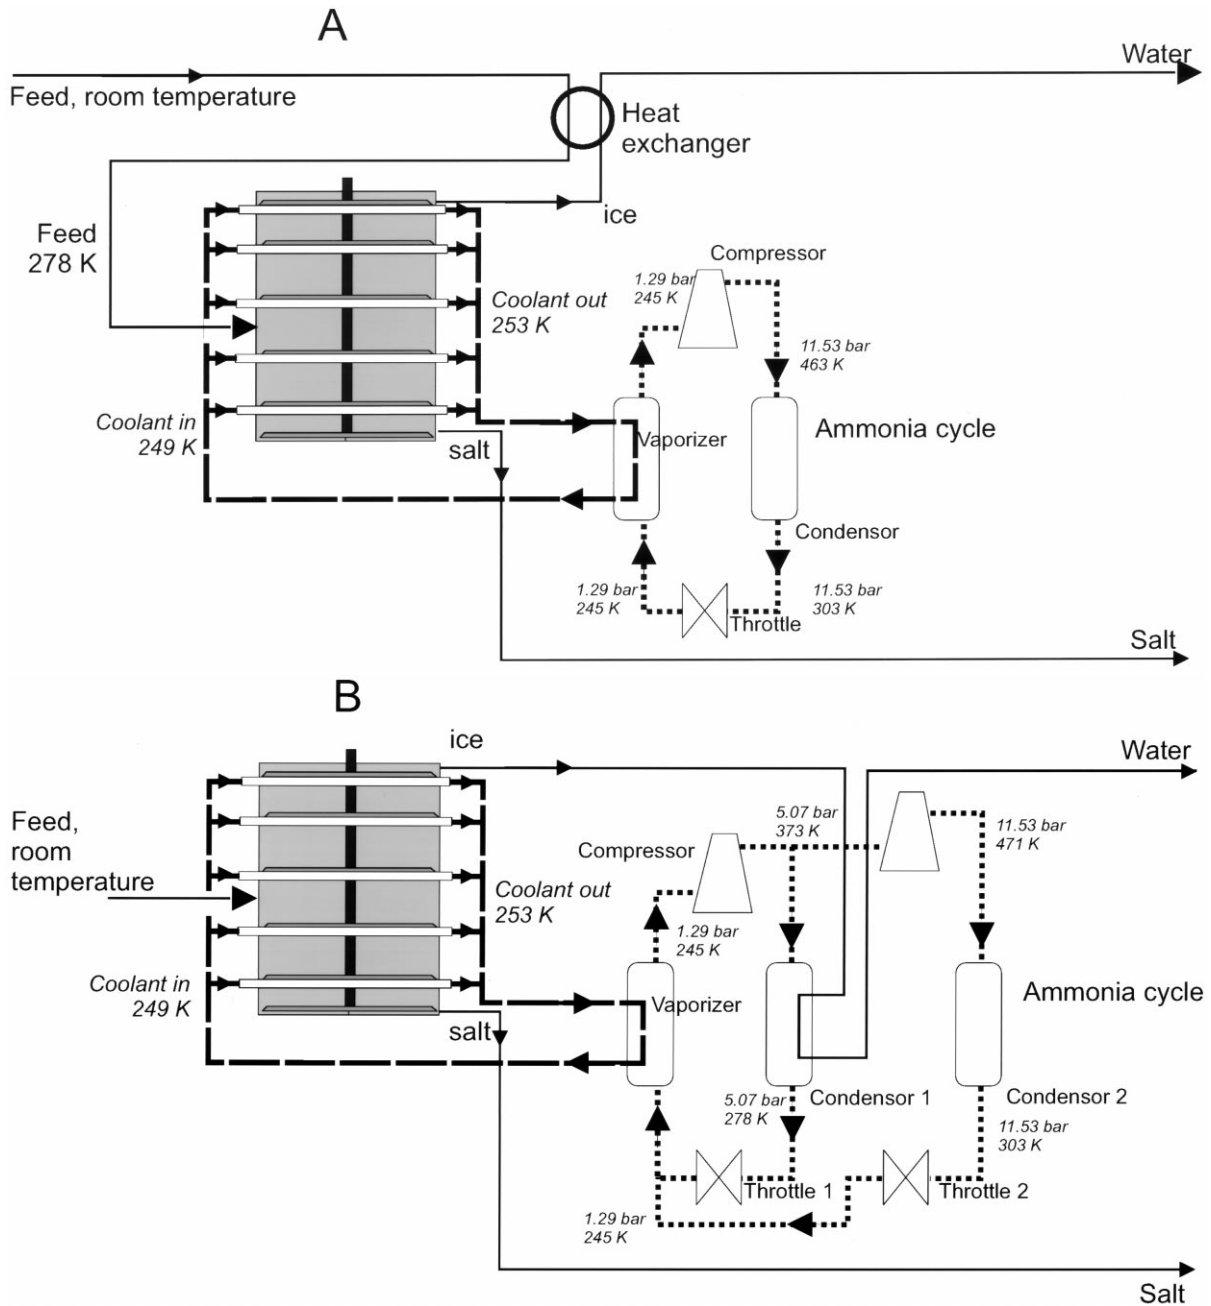 A
Water
Feed, room temperature
Heat
exchanger
ice
Feed
278 K
Compressor
1.29 bar
245 K
Coolant out
253 K
11.53 bar
463 K
Coolant in
249 K
salt
Vaporizer
Ammonia cycle
Condensor
1.29 bar
245 K
11.53 bar
303 K
Throttle
Salt
B
ice
Water
Feed,
room
temperature
5.07 bar
373 K
11.53 bar
471 K
Compressor
Coolant out
253 K
1.29 bar
245 K
Coolant in
249 K
salt
Vaporizer
Ammonia cycle
5.07 bar
278 K
Condensor 1
Condensor 2
11.53 bar
303 K
Throttle 1
Throttle 2
1.29 bar
245 K
Salt